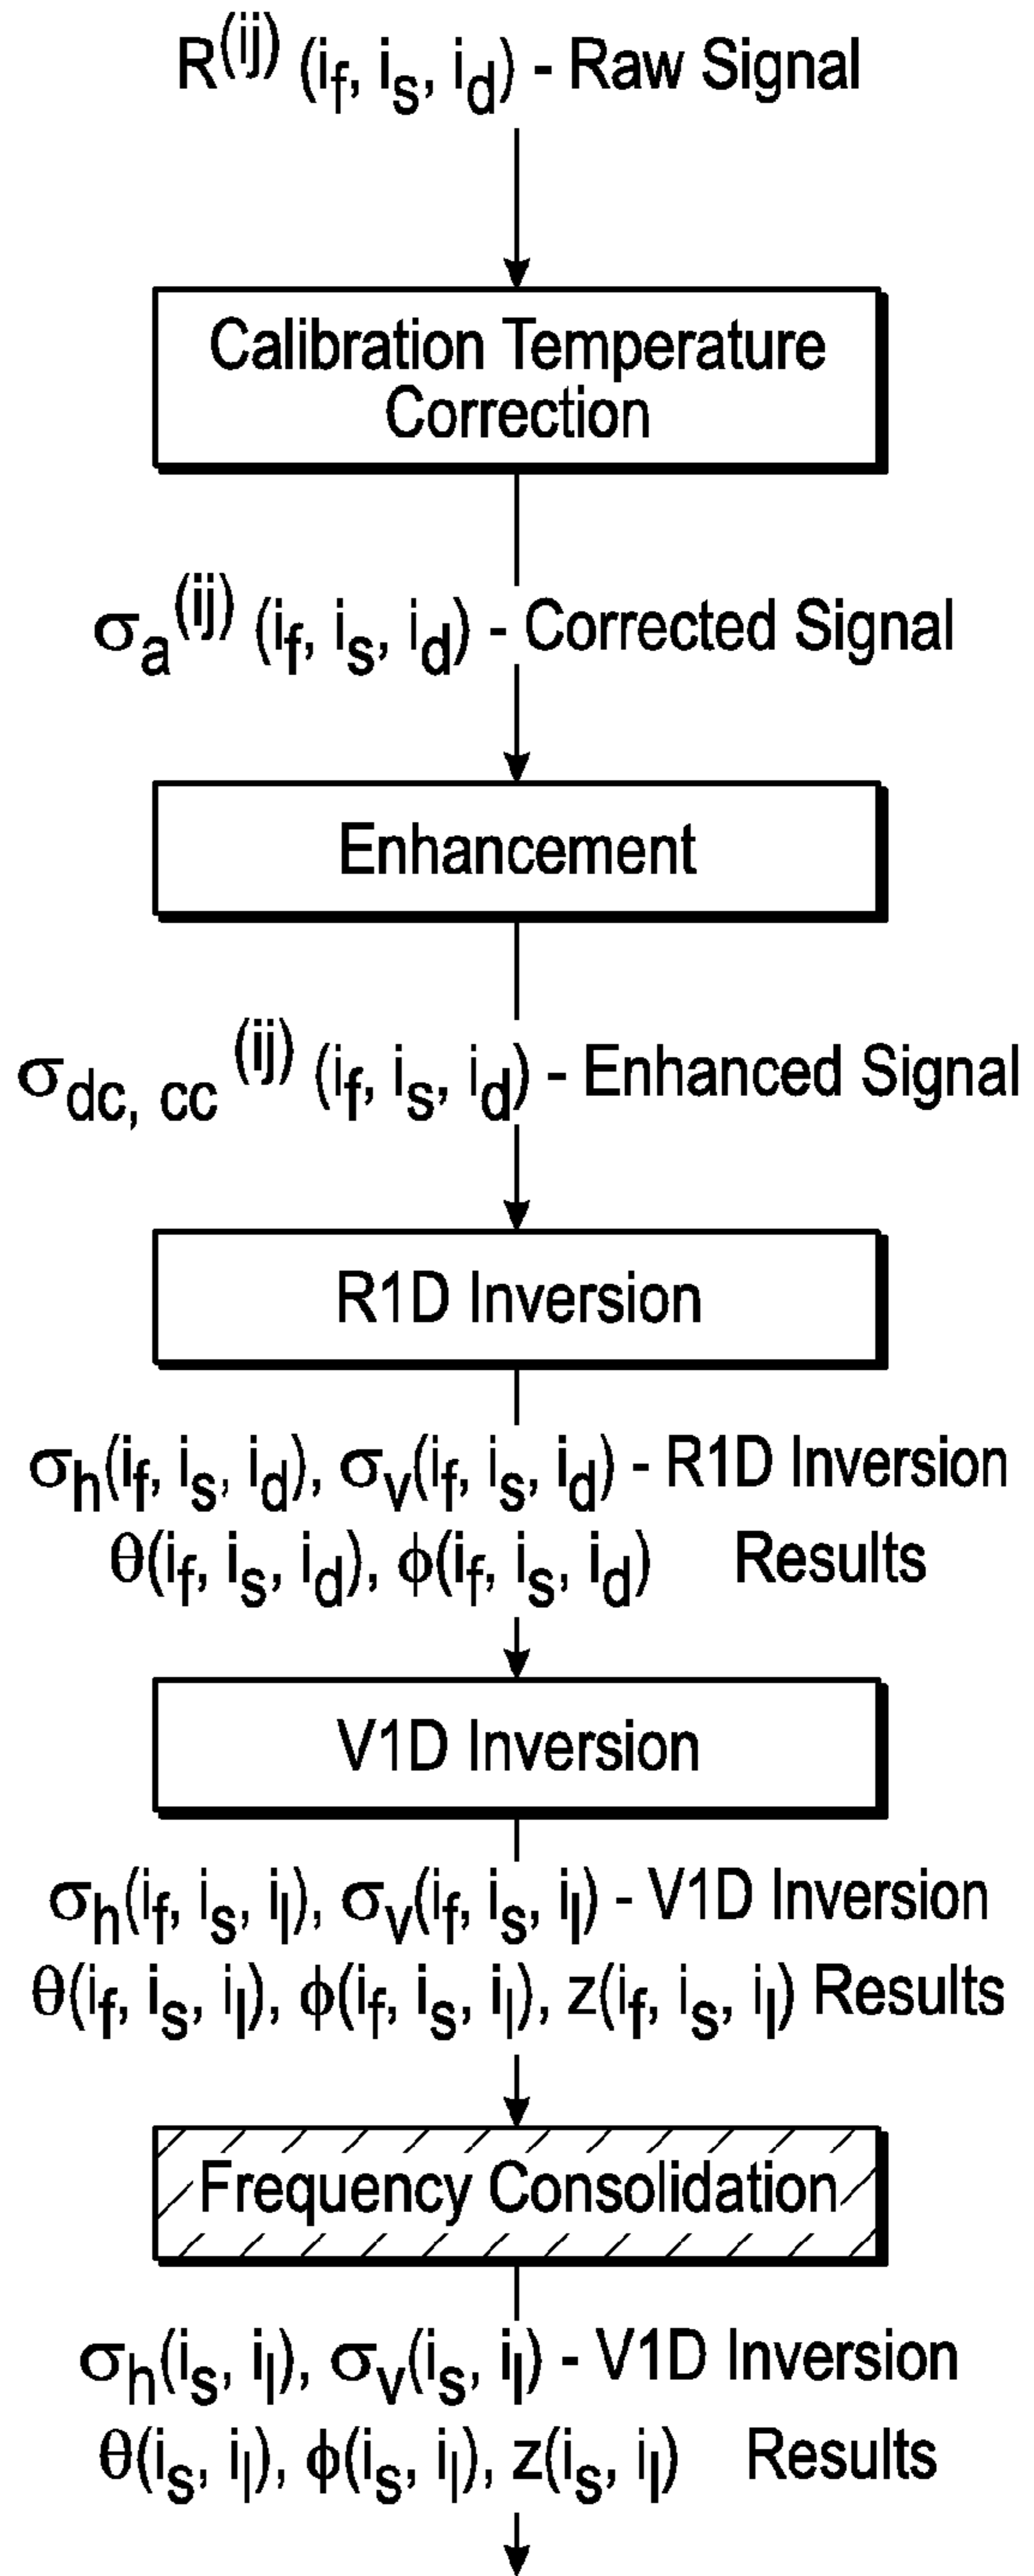 R(ij) (if, is, id) - Raw Signal
Calibration Temperature
Correction
σa(ij) (if, is, id) - Corrected Signal
Enhancement
σdc, cc (ij) (if, is, id) - Enhanced Signal
R1D Inversion
σh(if, is, id), σv(if, is, id) - R1D Inversion
θ(if, is, id), ϕ(if, is, id) Results
V1D Inversion
σh(if, is, il), σv(if, is, il) - V1D Inversion
θ(if, is, il), ϕ(if, is, il), z(if, is, il) Results
Frequency Consolidation
σh(is, il), σv(is, il) - V1D Inversion
θ(is, il), ϕ(is, il), z(is, il) Results